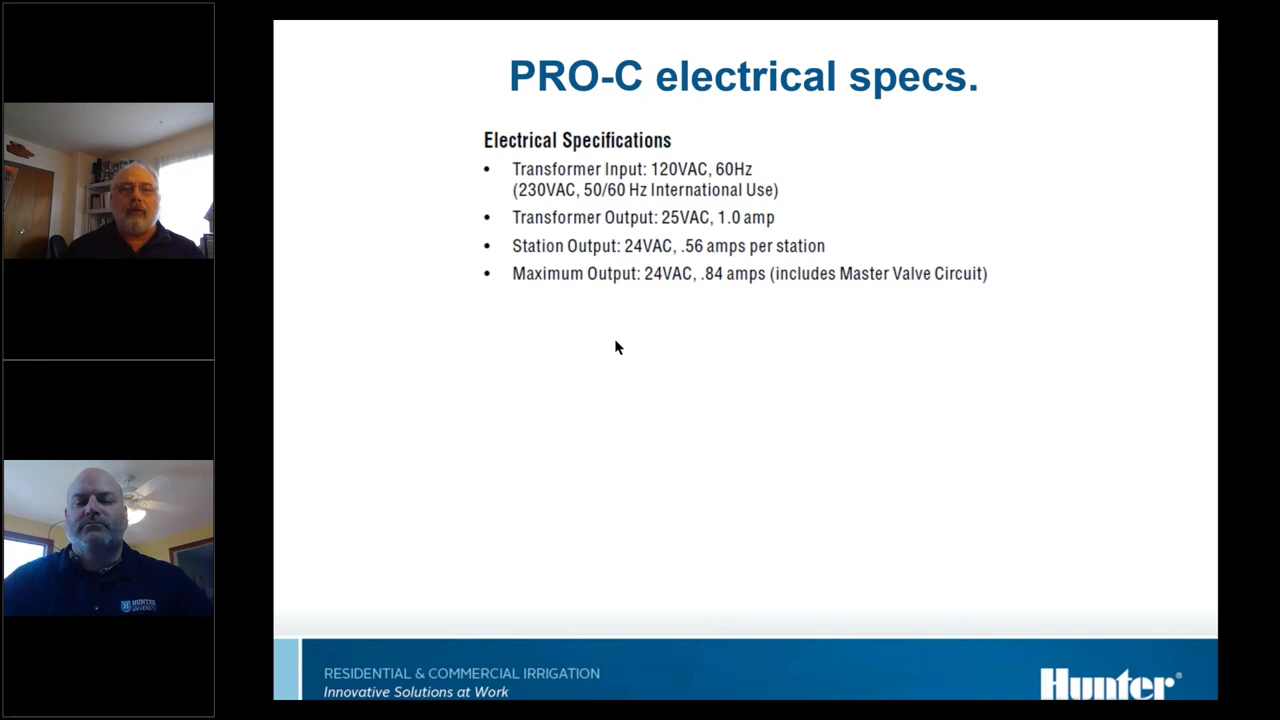 PRO-C electrical specs.
Electrical Specifications
• Transformer Input: 120VAC, 60Hz
(230VAC, 50/60 Hz International Use)
• Transformer Output: 25VAC, 1.0 amp
• Station Output: 24VAC, .56 amps per station
• Maximum Output: 24VAC, .84 amps (includes Master Valve Circuit)
HUNTER
UNIVERSITY
RESIDENTIAL & COMMERCIAL IRRIGATION
Innovative Solutions at Work
Hunter®